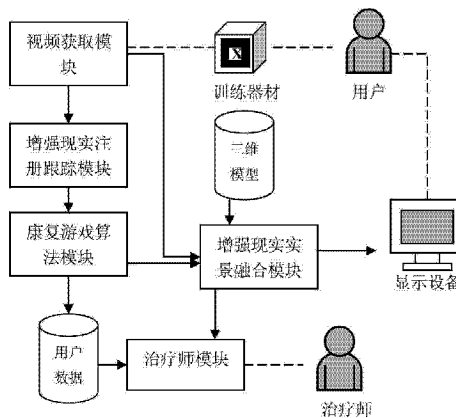 视频获取模
块
X
训练器材
用户
增强现实注
册跟踪模块
三维
模型
康复游戏算
法模块
增强现实实
景融合模块
显示设备
用户
数据
治疗师模块
治疗师